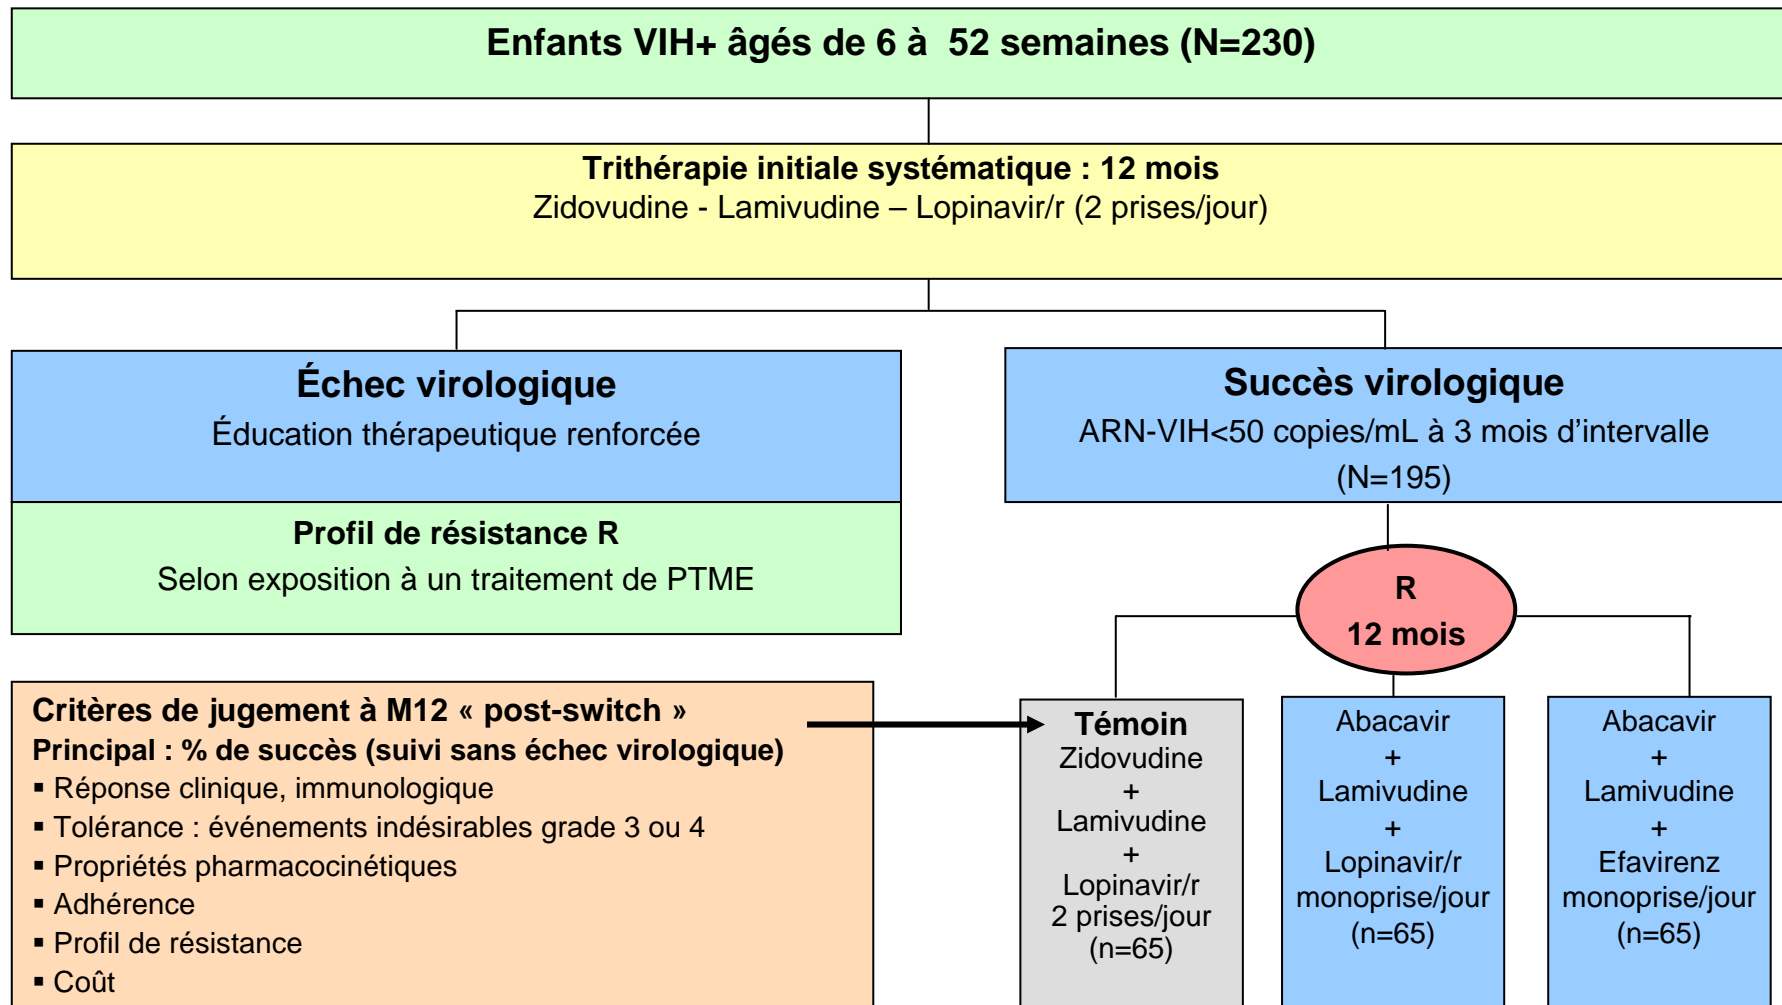 Enfants VIH+ âgés de 6 à 52 semaines (N=230)
Trithérapie initiale systématique : 12 mois
Zidovudine - Lamivudine – Lopinavir/r (2 prises/jour)
Échec virologique
Éducation thérapeutique renforcée
Profil de résistance R
Selon exposition à un traitement de PTME
Succès virologique
ARN-VIH<50 copies/mL à 3 mois d’intervalle
(N=195)
R
12 mois
Critères de jugement à M12 « post-switch »
Principal : % de succès (suivi sans échec virologique)
▪ Réponse clinique, immunologique
▪ Tolérance : événements indésirables grade 3 ou 4
▪ Propriétés pharmacocinétiques
▪ Adhérence
▪ Profil de résistance
▪ Coût
Témoin
Zidovudine
+
Lamivudine
+
Lopinavir/r
2 prises/jour
(n=65)
Abacavir
+
Lamivudine
+
Lopinavir/r
monoprise/jour
(n=65)
Abacavir
+
Lamivudine
+
Efavirenz
monoprise/jour
(n=65)